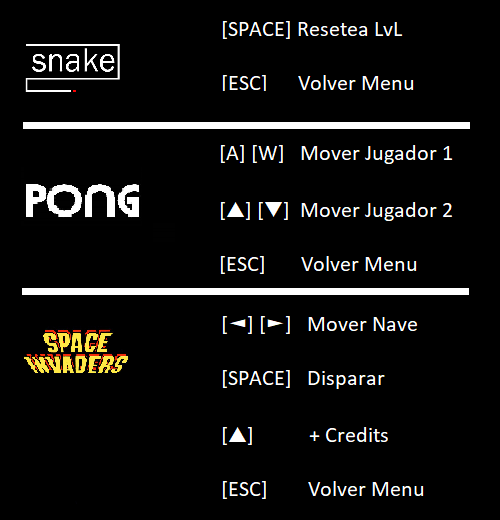 snake
[SPACE] Resetea LvL
[ESC] Volver Menu
PONG
[A] [W] Mover Jugador 1
[▲] [▼] Mover Jugador 2
[ESC] Volver Menu
SPACE
INVADERS
[◄] [►] Mover Nave
[SPACE] Disparar
[▲] + Credits
[ESC] Volver Menu